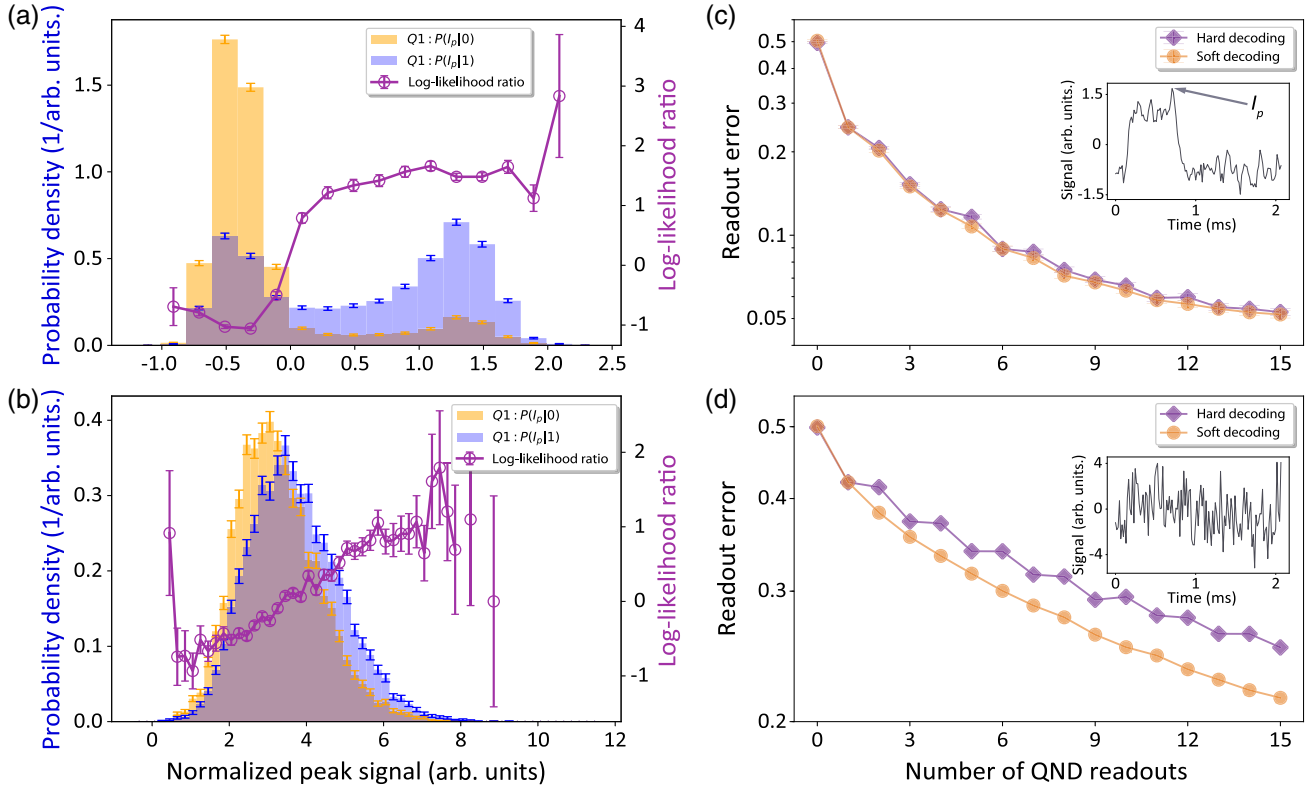 (a)
Probability density (1/arb. units.)
1.5
1.0
0.5
0.0
Q1 : P(I_p|0)
Q1 : P(I_p|1)
Log-likelihood ratio
4
3
2
1
0
-1
Log-likelihood ratio
-1.0 -0.5 0.0 0.5 1.0 1.5 2.0 2.5
(b)
Probability density (1/arb. units.)
0.4
0.3
0.2
0.1
0.0
Q1 : P(I_p|0)
Q1 : P(I_p|1)
Log-likelihood ratio
2
1
0
-1
Log-likelihood ratio
0 2 4 6 8 10 12
Normalized peak signal (arb. units)
(c)
Readout error
0.5
0.4
0.3
0.2
0.1
0.05
Hard decoding
Soft decoding
Signal (arb. units.)
1.5
0
-1.5
I_p
0 1 2
Time (ms)
0 3 6 9 12 15
(d)
Readout error
0.5
0.4
0.3
0.2
Hard decoding
Soft decoding
Signal (arb. units.)
4
0
-4
0 1 2
Time (ms)
0 3 6 9 12 15
Number of QND readouts